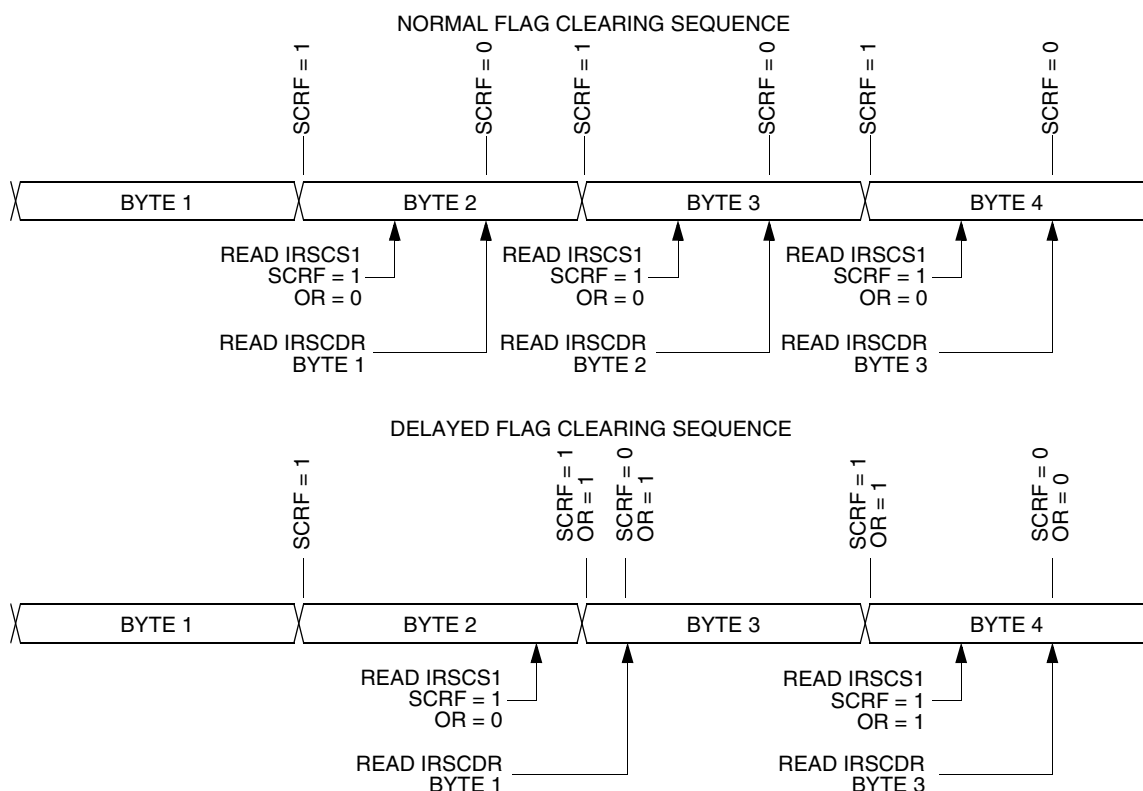 NORMAL FLAG CLEARING SEQUENCE
SCRF = 1
SCRF = 0
SCRF = 1
SCRF = 0
SCRF = 1
SCRF = 0
BYTE 1
BYTE 2
BYTE 3
BYTE 4
READ IRSCS1
SCRF = 1
OR = 0
READ IRSCS1
SCRF = 1
OR = 0
READ IRSCS1
SCRF = 1
OR = 0
READ IRSCDR
BYTE 1
READ IRSCDR
BYTE 2
READ IRSCDR
BYTE 3
DELAYED FLAG CLEARING SEQUENCE
SCRF = 1
SCRF = 1
OR = 1
SCRF = 0
OR = 1
SCRF = 1
OR = 1
SCRF = 0
OR = 0
BYTE 1
BYTE 2
BYTE 3
BYTE 4
READ IRSCS1
SCRF = 1
OR = 0
READ IRSCS1
SCRF = 1
OR = 1
READ IRSCDR
BYTE 1
READ IRSCDR
BYTE 3